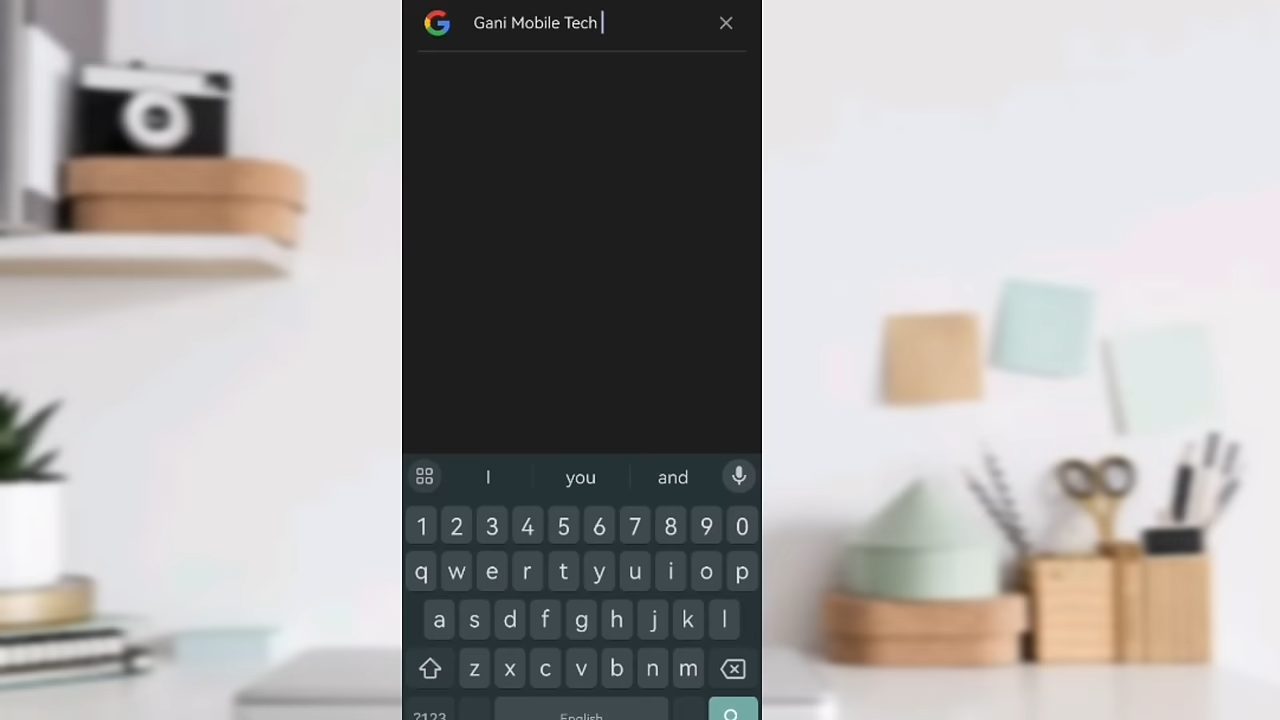 Gani Mobile Tech
I you and
1 2 3 4 5 6 7 8 9 0
q w e r t y u i o p
a s d f g h j k l
z x c v b n m
?123 English